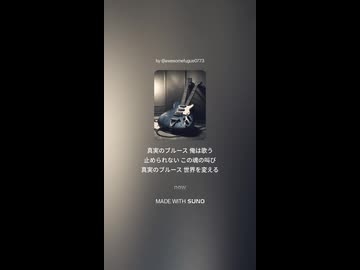 by @awesomefugue0773
真実のブルース 俺は歌う
止められない この魂の叫び
真実のブルース 世界を変える
MADE WITH SUNO